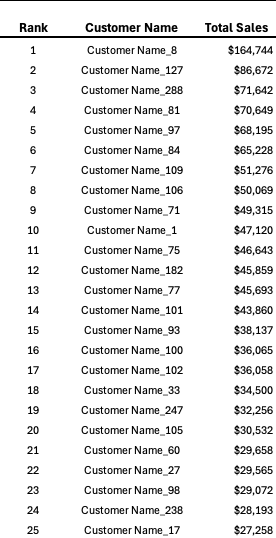 Rank Customer Name Total Sales
1 Customer Name_8 $164,744
2 Customer Name_127 $86,672
3 Customer Name_288 $71,642
4 Customer Name_81 $70,649
5 Customer Name_97 $68,195
6 Customer Name_84 $65,228
7 Customer Name_109 $51,276
8 Customer Name_106 $50,069
9 Customer Name_71 $49,315
10 Customer Name_1 $47,120
11 Customer Name_75 $46,643
12 Customer Name_182 $45,859
13 Customer Name_77 $45,693
14 Customer Name_101 $43,860
15 Customer Name_93 $38,137
16 Customer Name_100 $36,065
17 Customer Name_102 $36,058
18 Customer Name_33 $34,500
19 Customer Name_247 $32,256
20 Customer Name_105 $30,532
21 Customer Name_60 $29,658
22 Customer Name_27 $29,565
23 Customer Name_98 $29,072
24 Customer Name_238 $28,193
25 Customer Name_17 $27,258